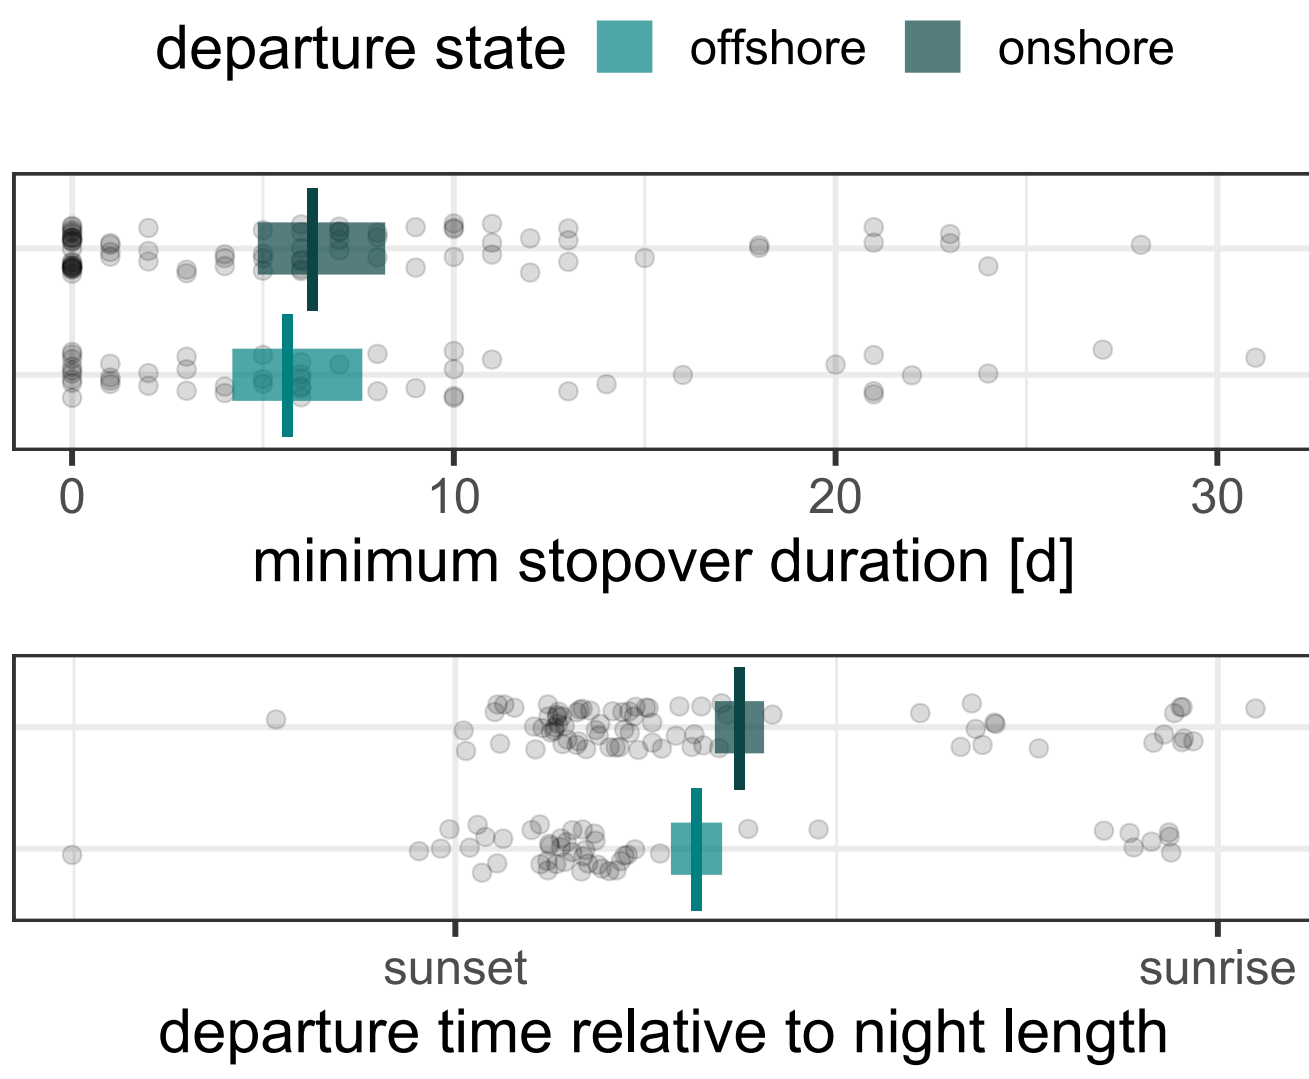 departure state offshore onshore
0 10 20 30
minimum stopover duration [d]
sunset sunrise
departure time relative to night length